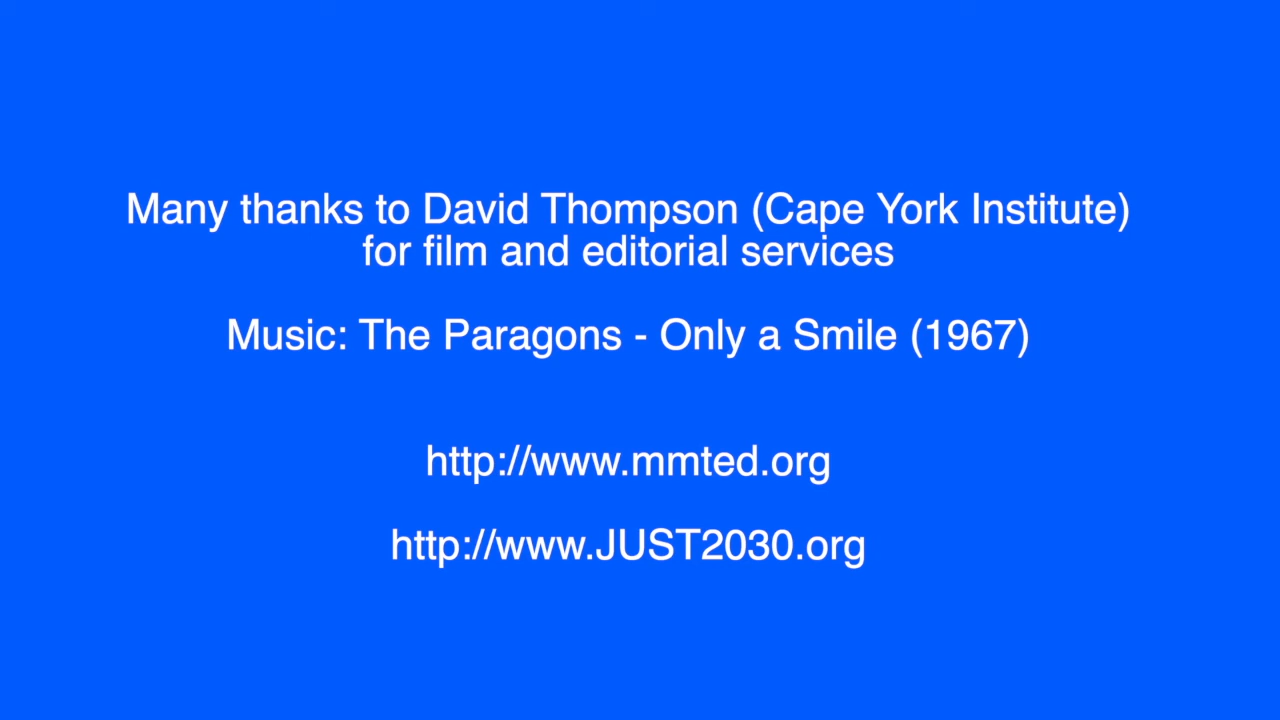 Many thanks to David Thompson (Cape York Institute)
for film and editorial services
Music: The Paragons - Only a Smile (1967)
http://www.mmted.org
http://www.JUST2030.org